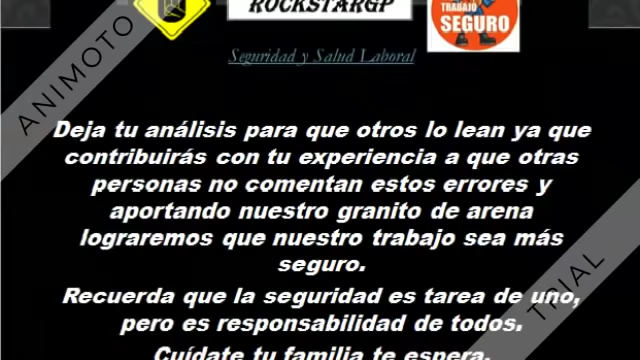 ROCKSTARGP
TRABAJO
SEGURO
Seguridad y Salud Laboral
ANIMOTO
Deja tu análisis para que otros lo lean ya que
contribuirás con tu experiencia a que otras
personas no comentan estos errores y
aportando nuestro granito de arena
lograremos que nuestro trabajo sea más
seguro.
Recuerda que la seguridad es tarea de uno,
pero es responsabilidad de todos.
Cuídate tu familia te espera.
TRIAL